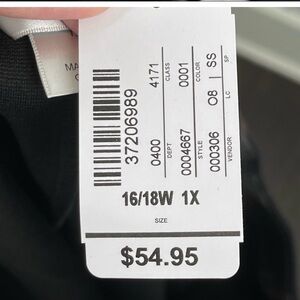 37206989
0400 4171
DEPT CLASS
0004667 0001
STYLE COLOR
000306 08 SS
VENDOR LC SP
16/18W 1X
SIZE
$54.95